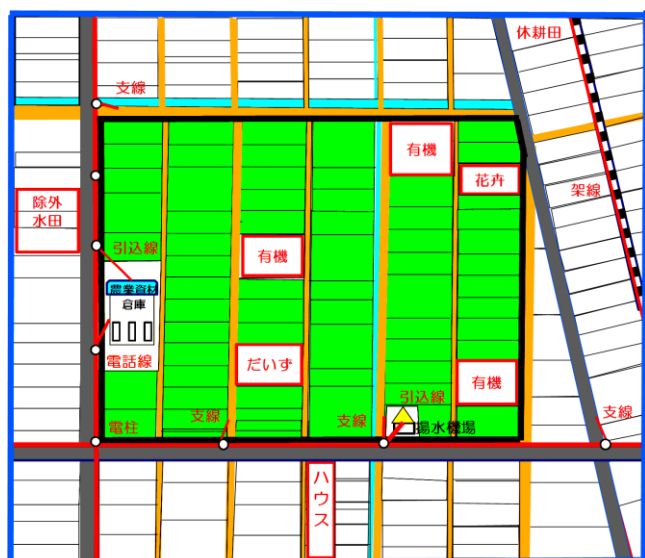 休耕田
支線
有機
花卉
架線
除外
水田
引込線
有機
農業資材
倉庫
電話線
だいず
有機
引込線
支線
支線
支線
電柱
揚水機場
ハウス